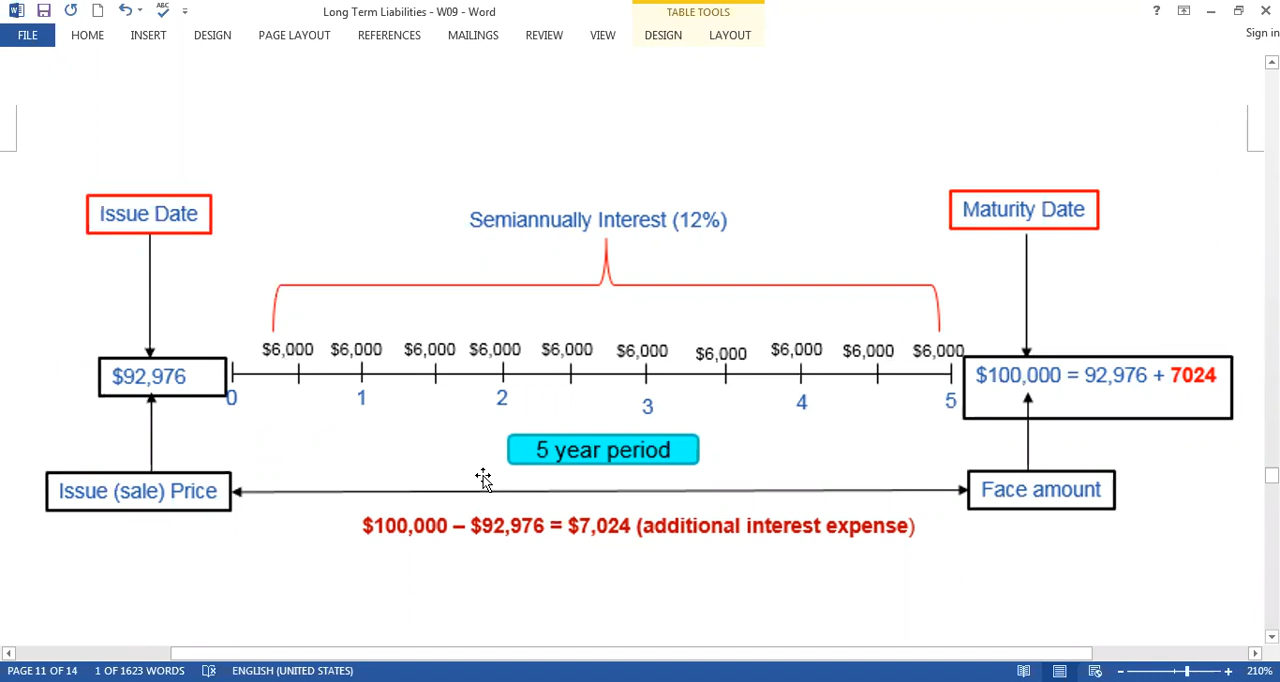 Long Term Liabilities - W09 - Word
TABLE TOOLS
?
Sign in
FILE
HOME
INSERT
DESIGN
PAGE LAYOUT
REFERENCES
MAILINGS
REVIEW
VIEW
DESIGN
LAYOUT
Issue Date
Semiannually Interest (12%)
Maturity Date
$6,000 $6,000 $6,000 $6,000 $6,000 $6,000 $6,000 $6,000 $6,000 $6,000
$92,976
$100,000 = 92,976 + 7024
0 1 2 3 4 5
5 year period
Issue (sale) Price
Face amount
$100,000 – $92,976 = $7,024 (additional interest expense)
PAGE 11 OF 14
1 OF 1623 WORDS
ENGLISH (UNITED STATES)
210%